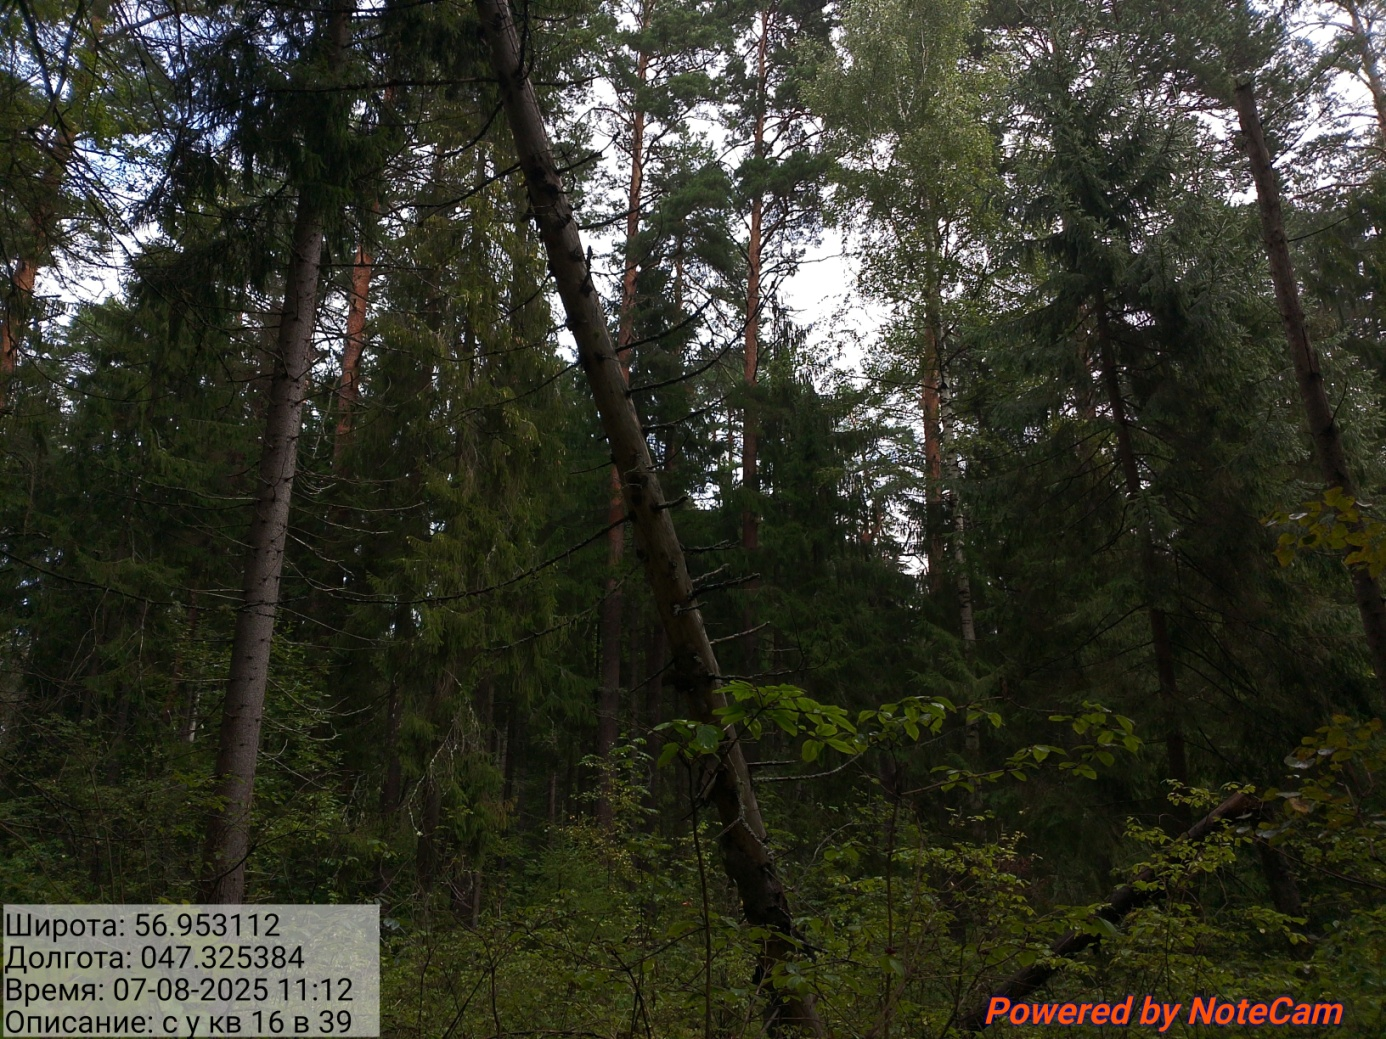 Широта: 56.953112
Долгота: 047.325384
Время: 07-08-2025 11:12
Описание: с у кв 16 в 39
Powered by NoteCam